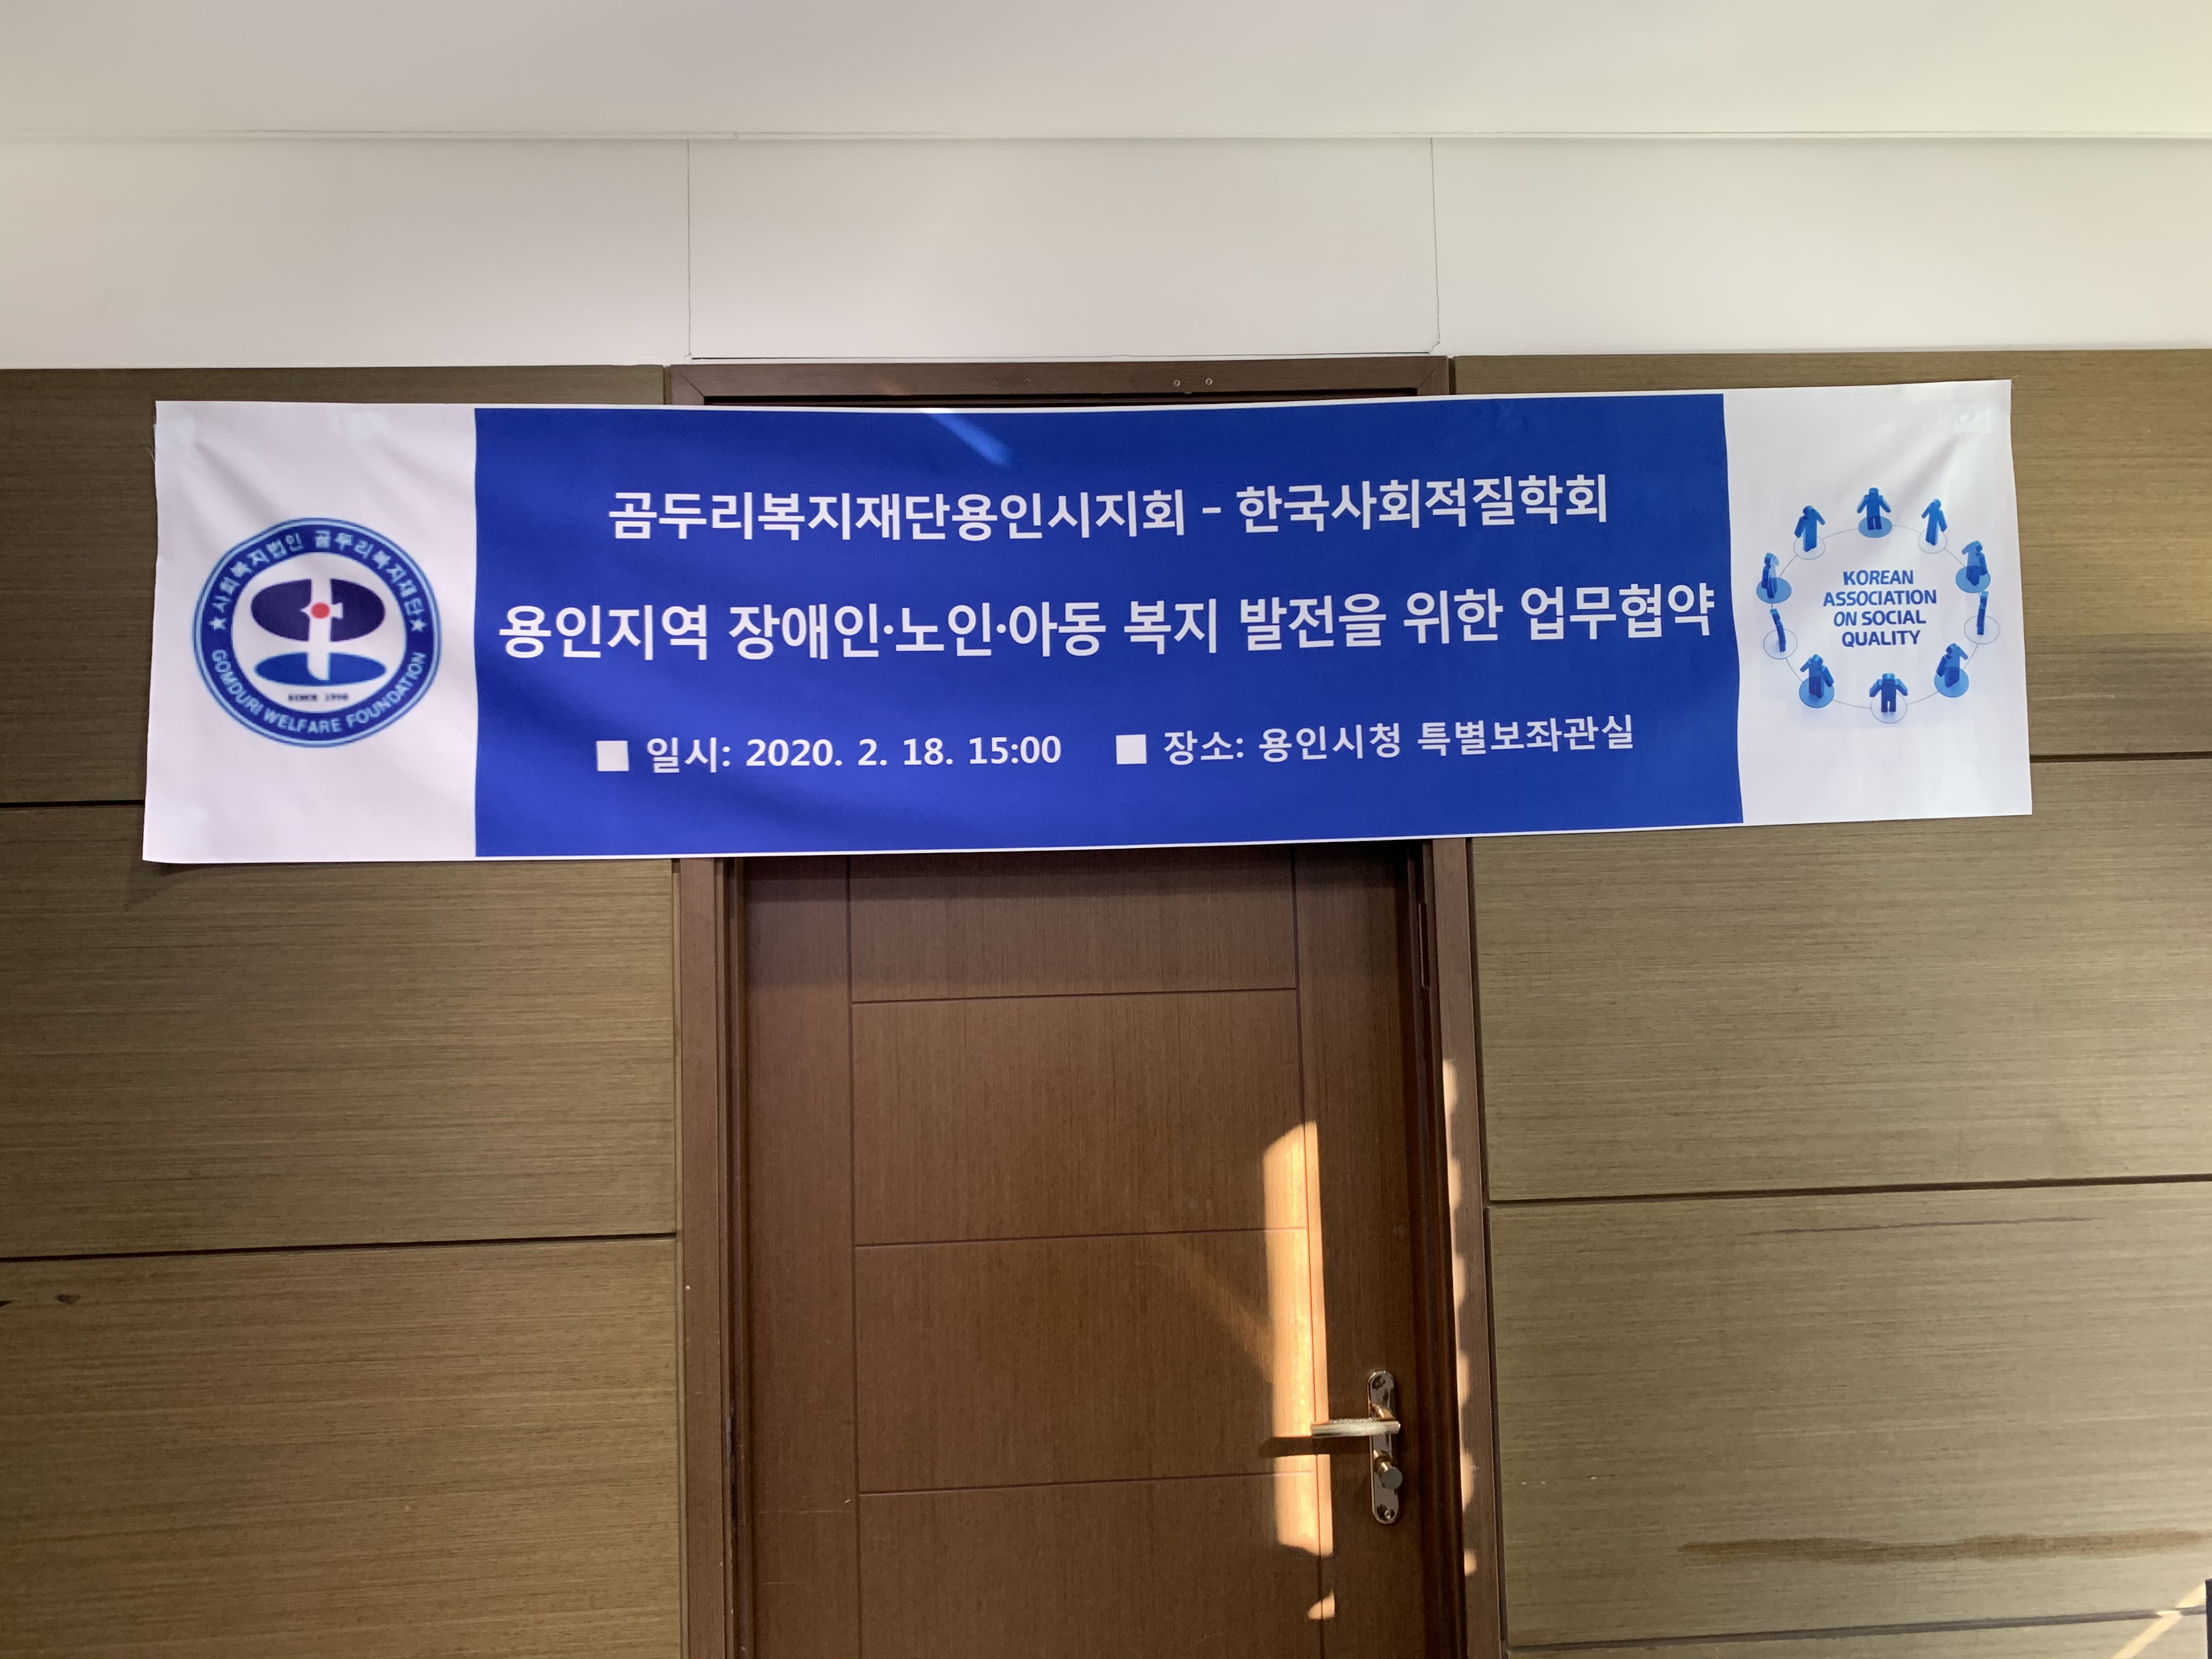 곰두리복지재단용인시지회 - 한국사회적질학회
용인지역 장애인·노인·아동 복지 발전을 위한 업무협약
■ 일시: 2020. 2. 18. 15:00 ■ 장소: 용인시청 특별보좌관실
★사회복지법인 곰두리복지재단★
GOMDURI WELFARE FOUNDATION
KOREAN
ASSOCIATION
ON SOCIAL
QUALITY